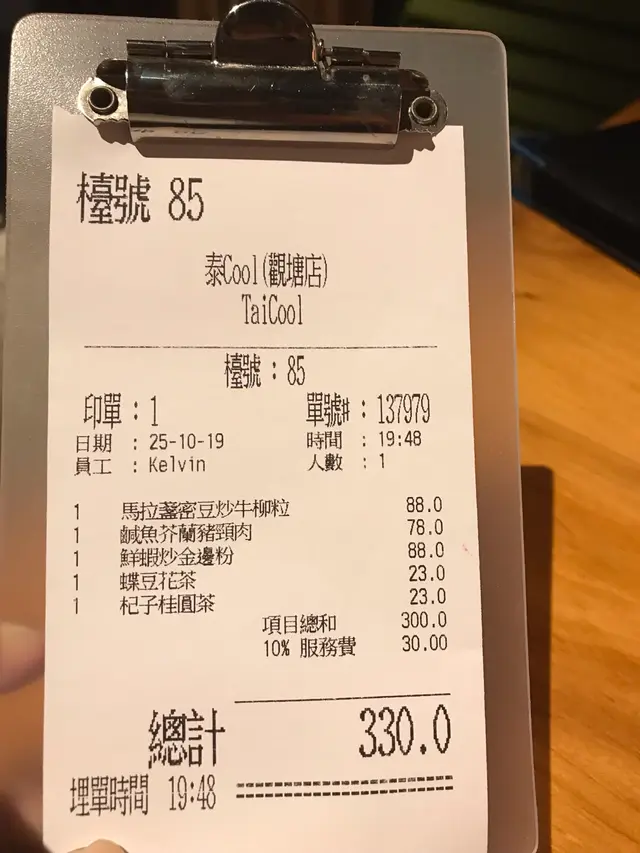 檯號 85
泰Cool(觀塘店)
TaiCool
檯號：85
印單：1 單號#：137979
日期 ：25-10-19 時間 ：19:48
員工 ：Kelvin 人數 ：1
1 馬拉盞密豆炒牛柳粒 88.0
1 鹹魚芥蘭豬頸肉 78.0
1 鮮蝦炒金邊粉 88.0
1 蝶豆花茶 23.0
1 杞子桂圓茶 23.0
項目總和 300.0
10% 服務費 30.00
總計 330.0
埋單時間 19:48